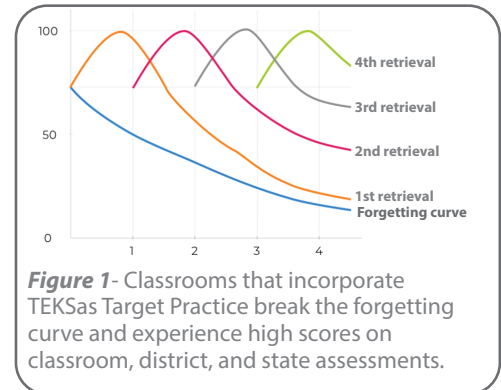 100
4th retrieval
3rd retrieval
50
2nd retrieval
1st retrieval
Forgetting curve
0
1 2 3 4
Figure 1- Classrooms that incorporate
TEKSas Target Practice break the forgetting
curve and experience high scores on
classroom, district, and state assessments.